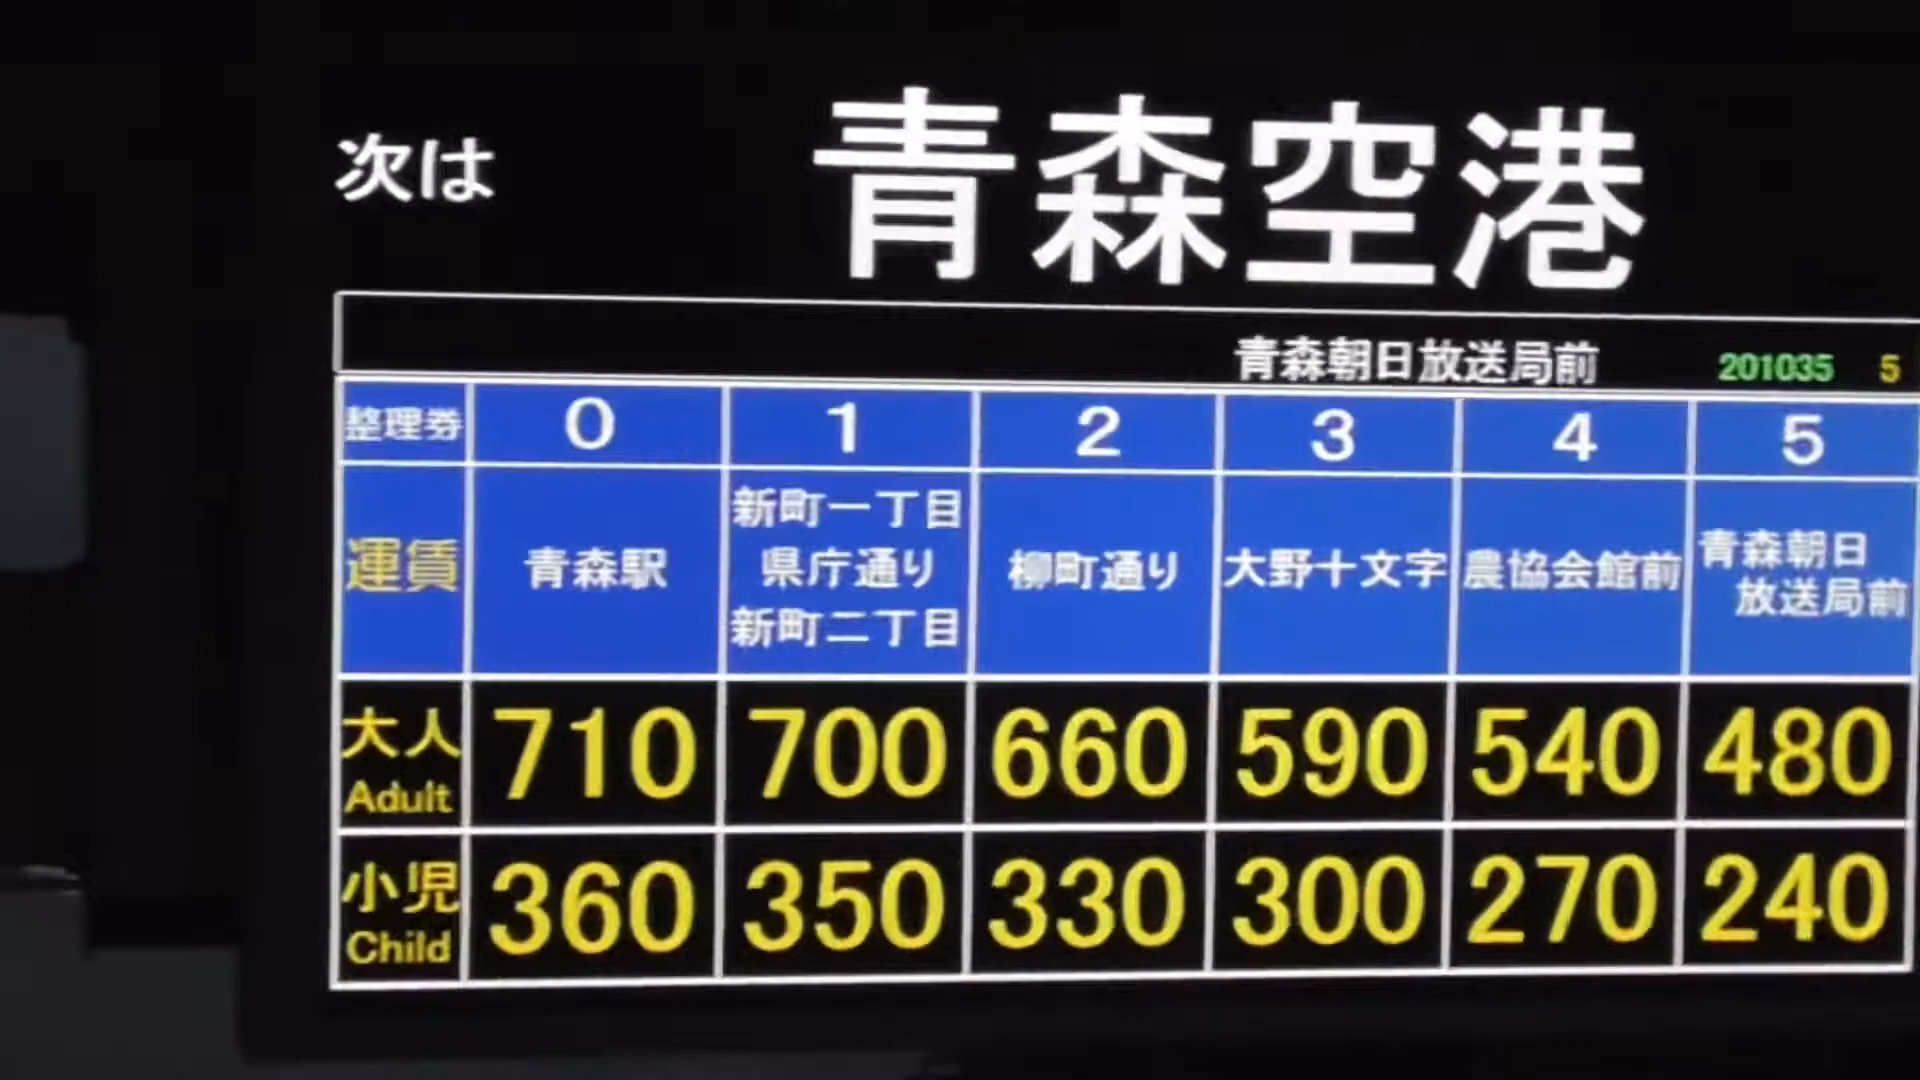 次は 青森空港
青森朝日放送局前 201035 5
整理券 0 1 2 3 4 5
運賃 青森駅 新町一丁目 県庁通り 新町二丁目 柳町通り 大野十文字 農協会館前 青森朝日 放送局前
大人 Adult 710 700 660 590 540 480
小児 Child 360 350 330 300 270 240